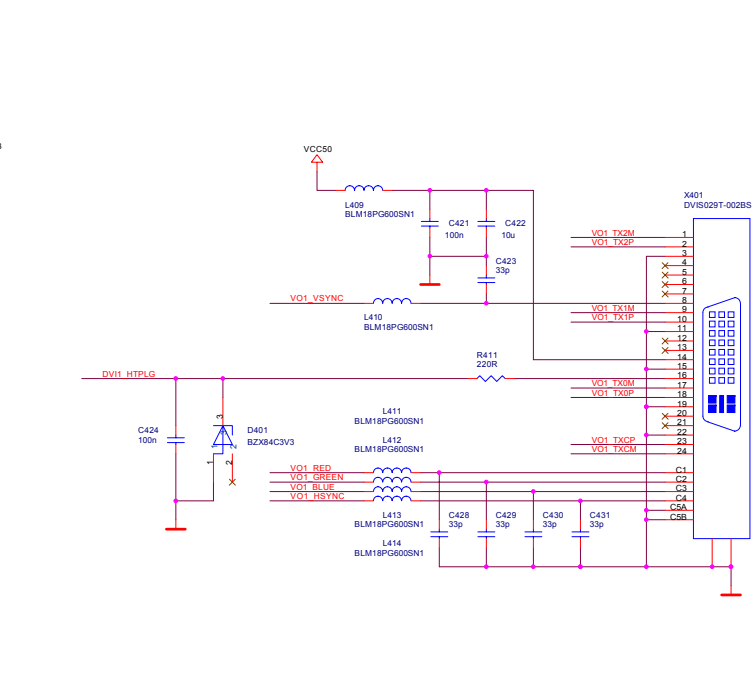 VCC50
X401
DVIS029T-002BS
L409
BLM18PG600SN1
C421
100n
C422
10u
C423
33p
VO1_VSYNC
L410
BLM18PG600SN1
VO1_TX2M
VO1_TX2P
VO1_TX1M
VO1_TX1P
VO1_TX0M
VO1_TX0P
VO1_TXCP
VO1_TXCM
1
2
3
4
5
6
7
8
9
10
11
12
13
14
15
16
17
18
19
20
21
22
23
24
C1
C2
C3
C4
C5A
C5B
R411
220R
DVI1_HTPLG
C424
100n
3
1
2
D401
BZX84C3V3
L411
BLM18PG600SN1
L412
BLM18PG600SN1
VO1_RED
VO1_GREEN
VO1_BLUE
VO1_HSYNC
L413
BLM18PG600SN1
L414
BLM18PG600SN1
C428
33p
C429
33p
C430
33p
C431
33p